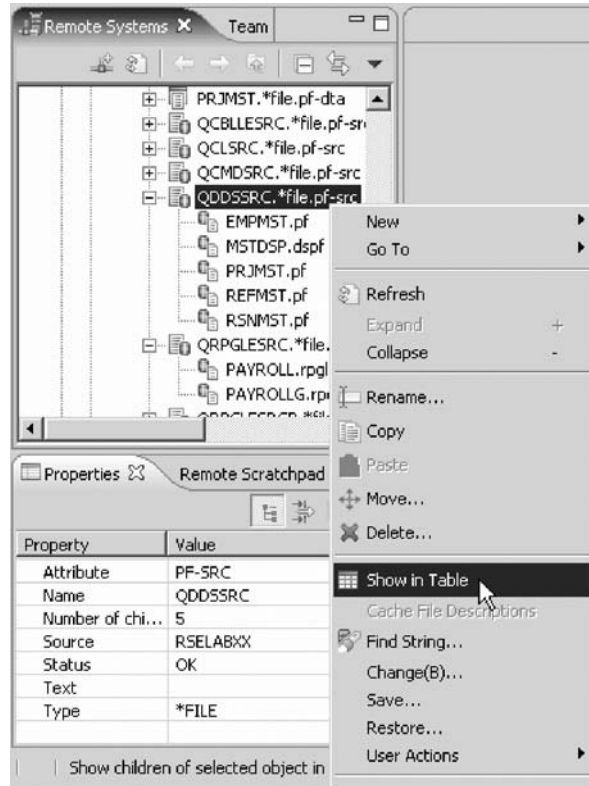 Remote Systems Team
PRJMST.*file.pf-dta
QCBLLESRC.*file.pf-src
QCLSRC.*file.pf-src
QCMDSRC.*file.pf-src
QDDSSRC.*file.pf-src
EMPMST.pf
MSTDSP.dspf
PRJMST.pf
REFMST.pf
RSNMST.pf
QRPGLESRC.*file.
PAYROLL.rpgl
PAYROLLG.rp
New
Go To
Refresh
Expand +
Collapse -
Rename...
Copy
Paste
Move...
Delete...
Show in Table
Cache File Descriptions
Find String...
Change(B)...
Save...
Restore...
User Actions
Properties Remote Scratchpad
Property Value
Attribute PF-SRC
Name QDDSSRC
Number of chi... 5
Source RSELABXX
Status OK
Text
Type *FILE
Show children of selected object in